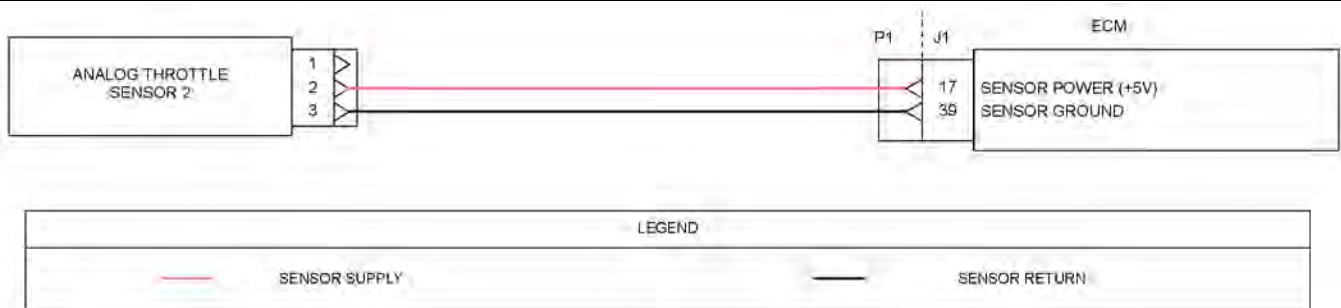 ECM
P1 J1
ANALOG THROTTLE
SENSOR 2
1
2
3
17 SENSOR POWER (+5V)
39 SENSOR GROUND
LEGEND
SENSOR SUPPLY
SENSOR RETURN